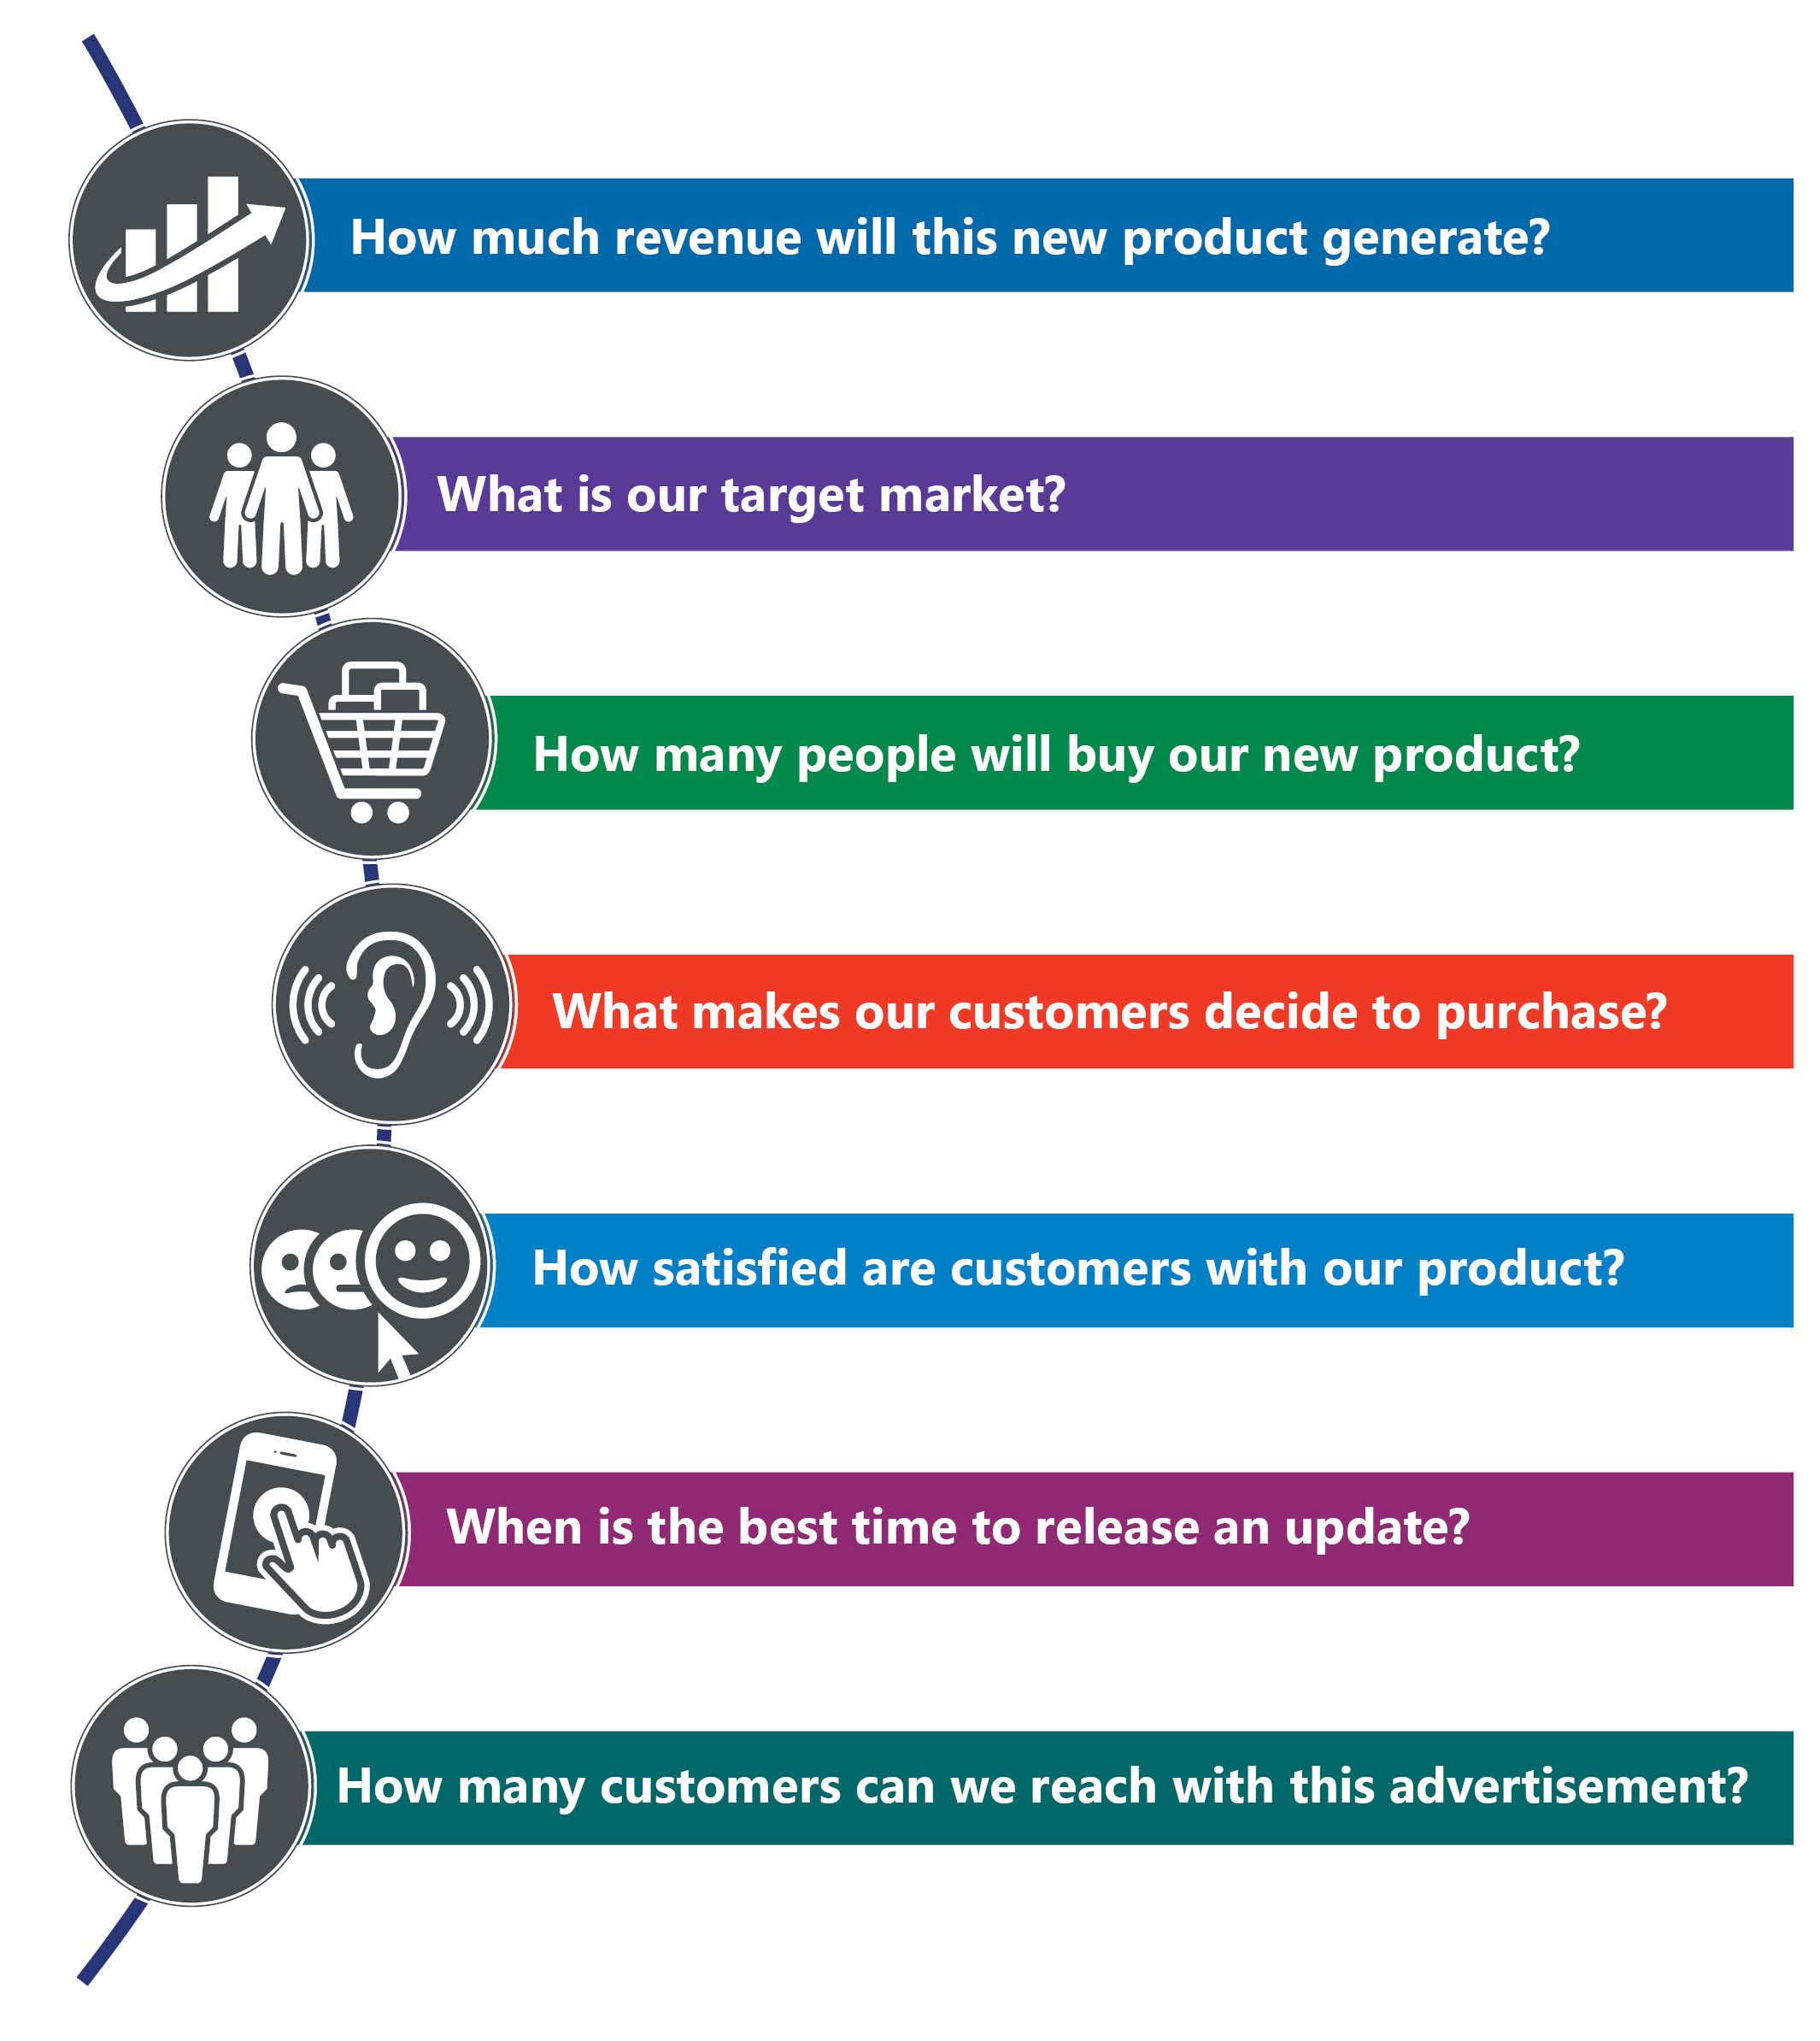 How much revenue will this new product generate?
What is our target market?
How many people will buy our new product?
What makes our customers decide to purchase?
How satisfied are customers with our product?
When is the best time to release an update?
How many customers can we reach with this advertisement?